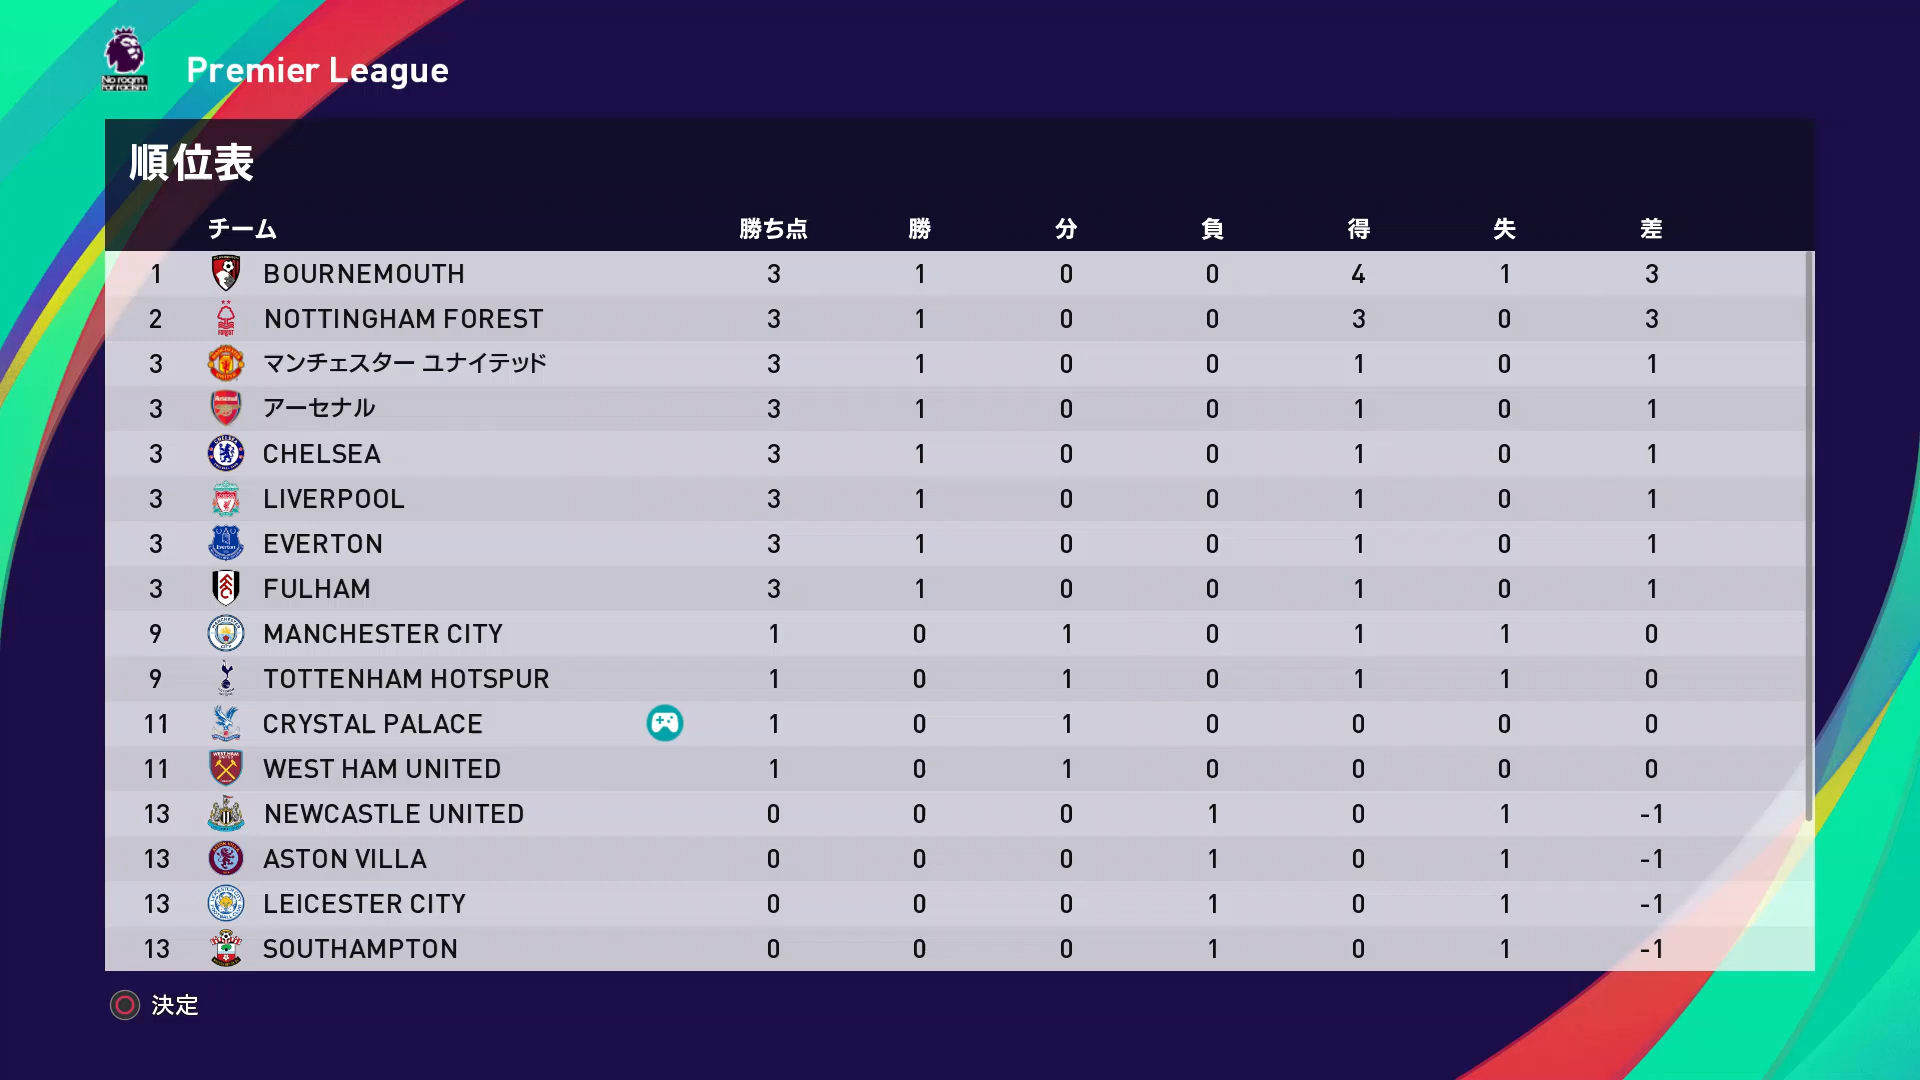 No room for racism
Premier League
順位表
チーム 勝ち点 勝 分 負 得 失 差
1 BOURNEMOUTH 3 1 0 0 4 1 3
2 NOTTINGHAM FOREST 3 1 0 0 3 0 3
3 マンチェスター ユナイテッド 3 1 0 0 1 0 1
3 アーセナル 3 1 0 0 1 0 1
3 CHELSEA 3 1 0 0 1 0 1
3 LIVERPOOL 3 1 0 0 1 0 1
3 EVERTON 3 1 0 0 1 0 1
3 FULHAM 3 1 0 0 1 0 1
9 MANCHESTER CITY 1 0 1 0 1 1 0
9 TOTTENHAM HOTSPUR 1 0 1 0 1 1 0
11 CRYSTAL PALACE 1 0 1 0 0 0 0
11 WEST HAM UNITED 1 0 1 0 0 0 0
13 NEWCASTLE UNITED 0 0 0 1 0 1 -1
13 ASTON VILLA 0 0 0 1 0 1 -1
13 LEICESTER CITY 0 0 0 1 0 1 -1
13 SOUTHAMPTON 0 0 0 1 0 1 -1
決定